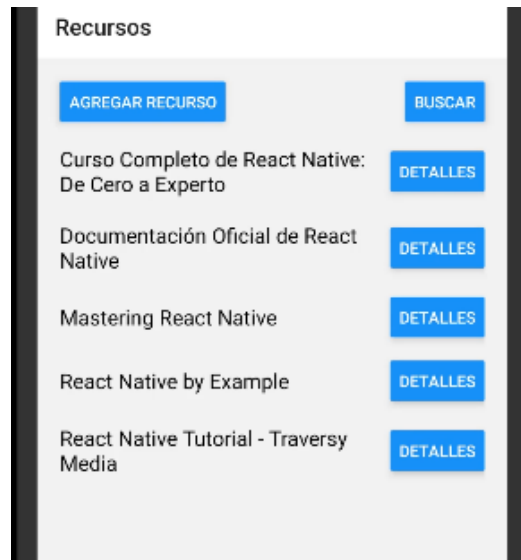 Recursos
AGREGAR RECURSO
BUSCAR
Curso Completo de React Native:
De Cero a Experto
DETALLES
Documentación Oficial de React
Native
DETALLES
Mastering React Native
DETALLES
React Native by Example
DETALLES
React Native Tutorial - Traversy
Media
DETALLES